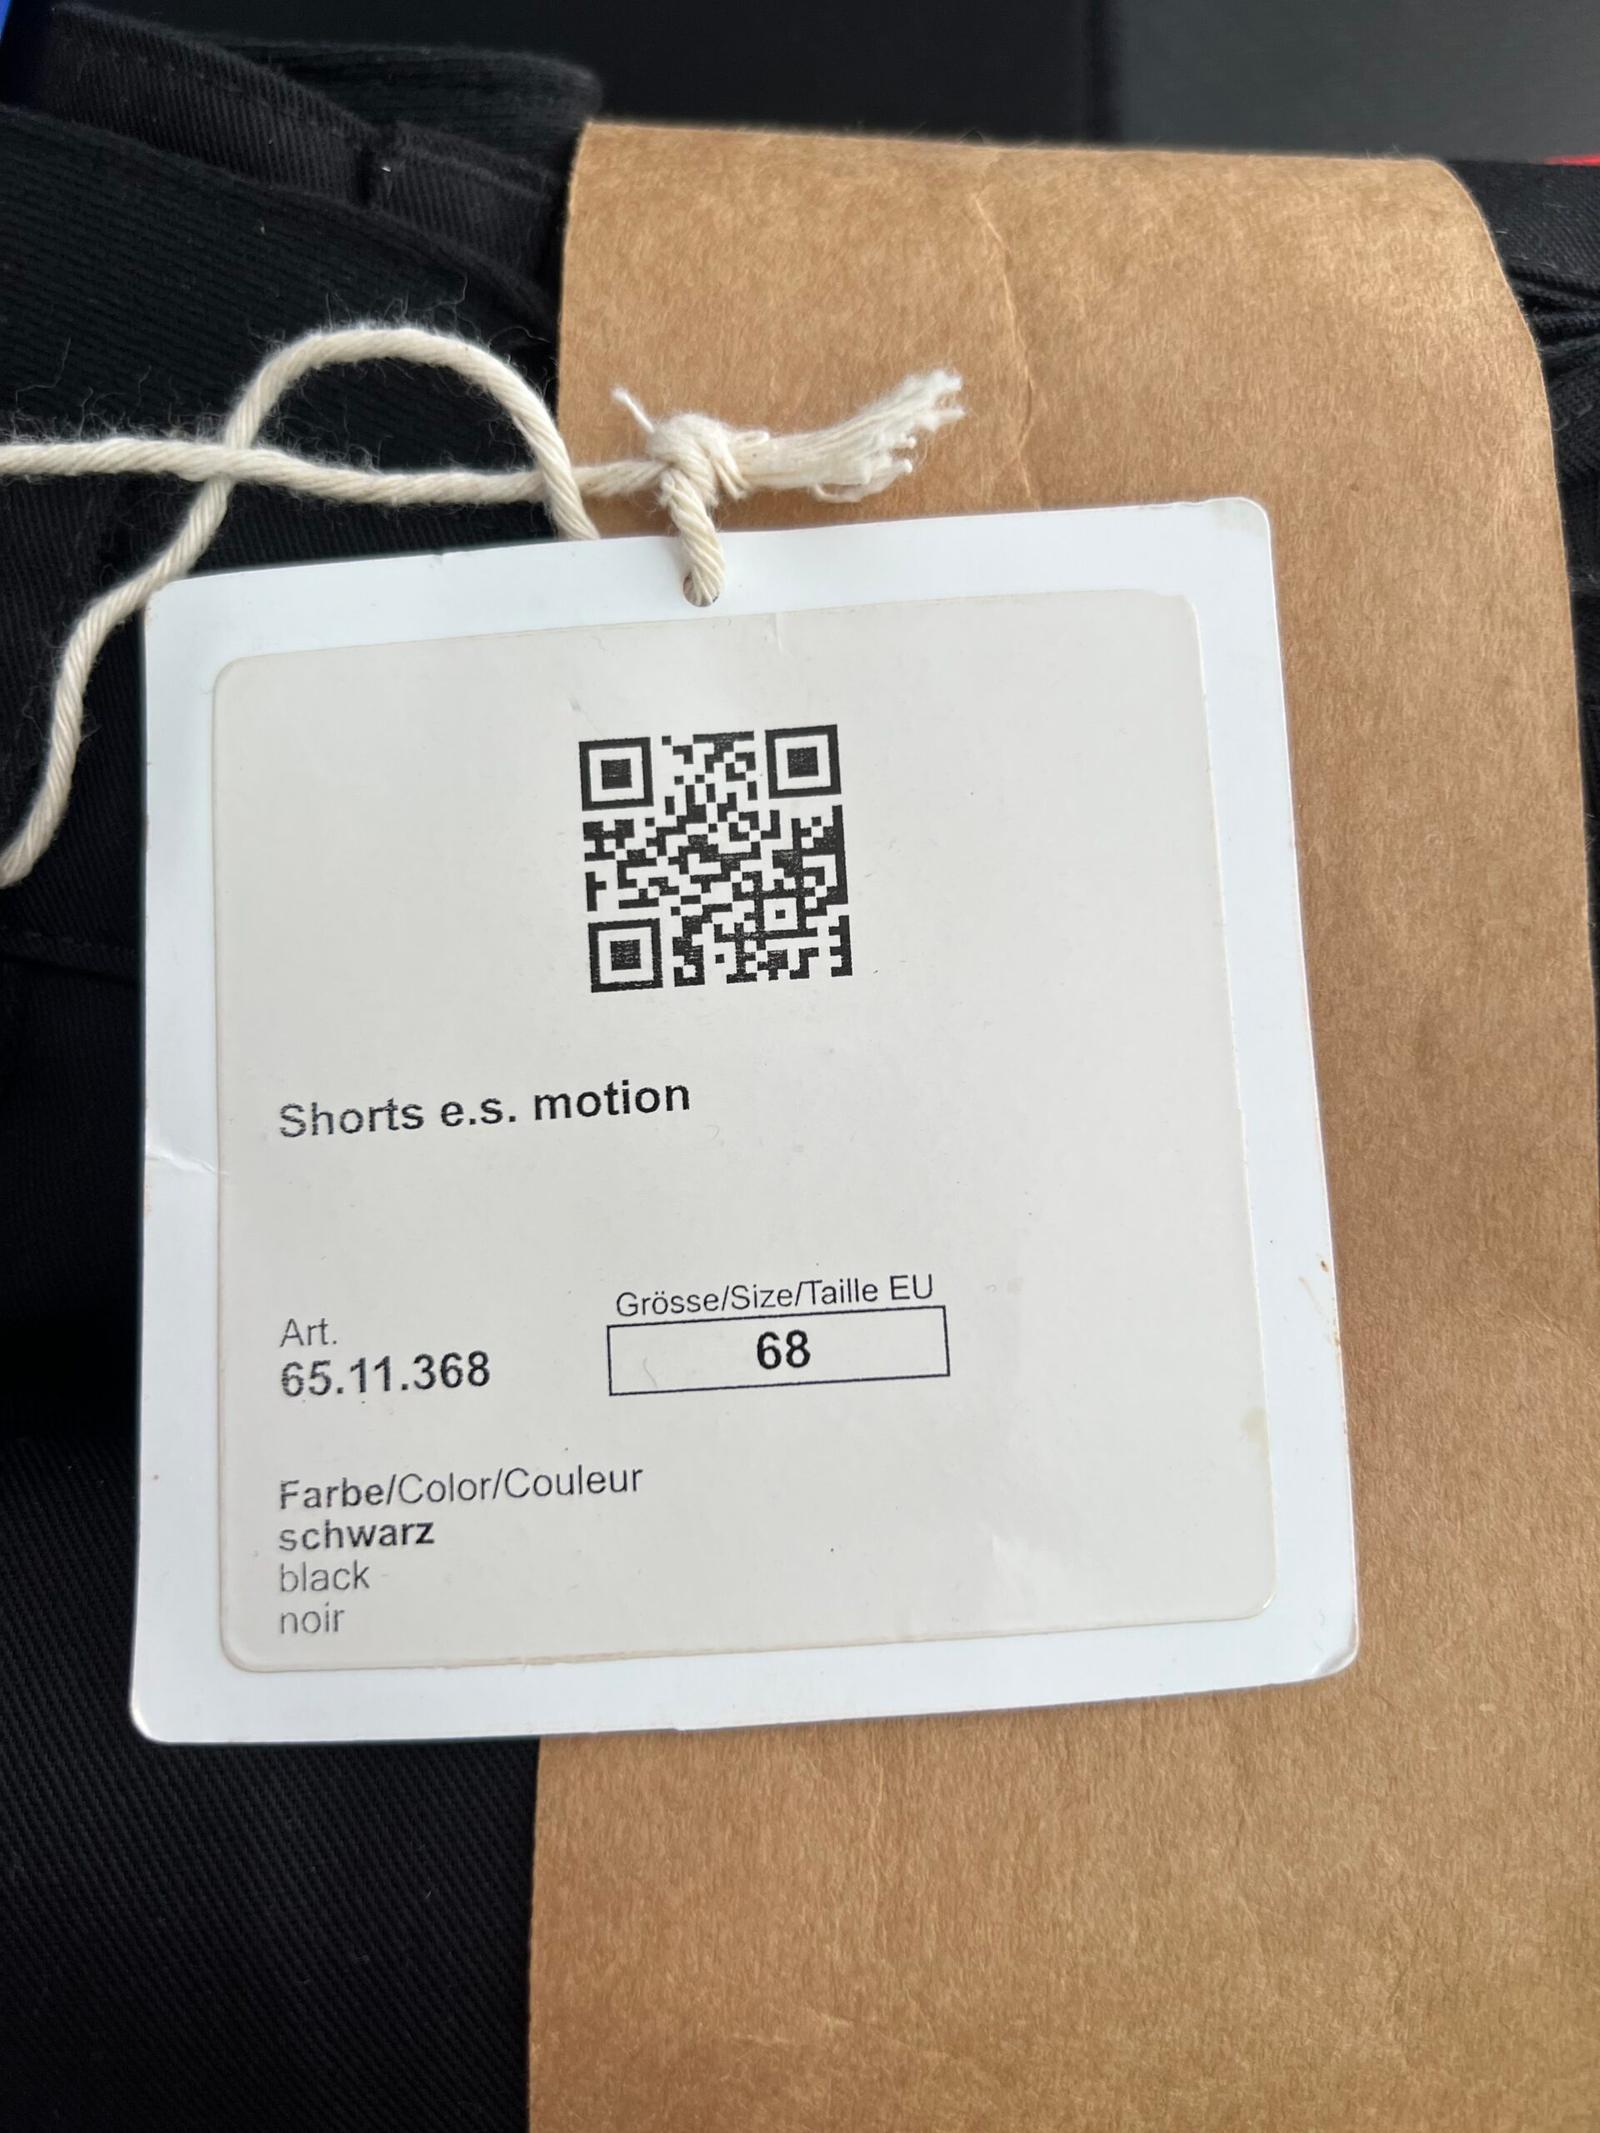 Shorts e.s. motion
Art.
65.11.368
Grösse/Size/Taille EU
68
Farbe/Color/Couleur
schwarz
black
noir